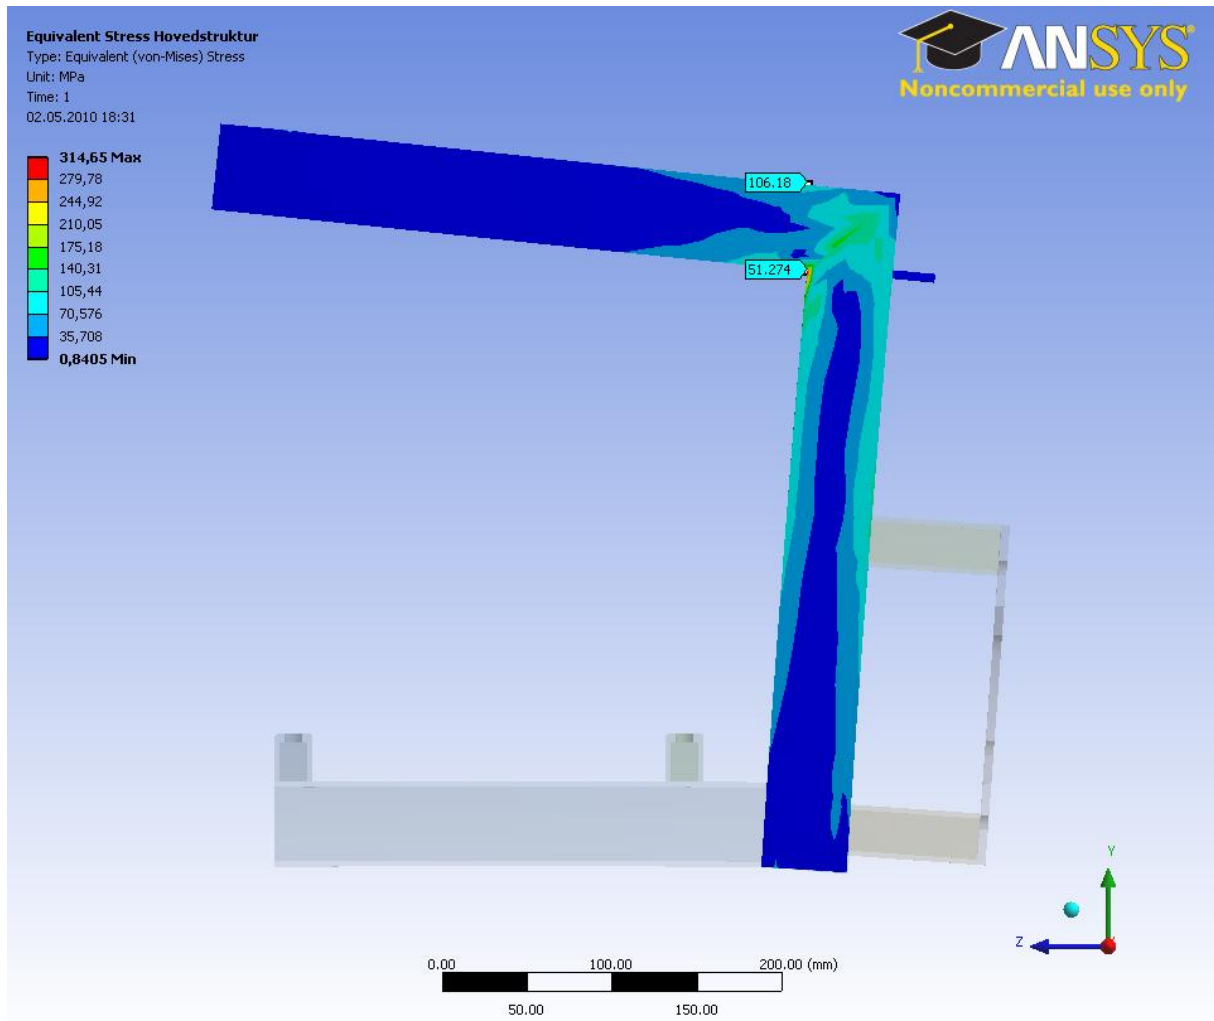 Equivalent Stress Hovedstruktur
Type: Equivalent (von-Mises) Stress
Unit: MPa
Time: 1
02.05.2010 18:31
ANSYS
Noncommercial use only
314,65 Max
279,78
244,92
210,05
175,18
140,31
105,44
70,576
35,708
0,8405 Min
106.18
51.274
Y
Z
0.00 100.00 200.00 (mm)
50.00 150.00